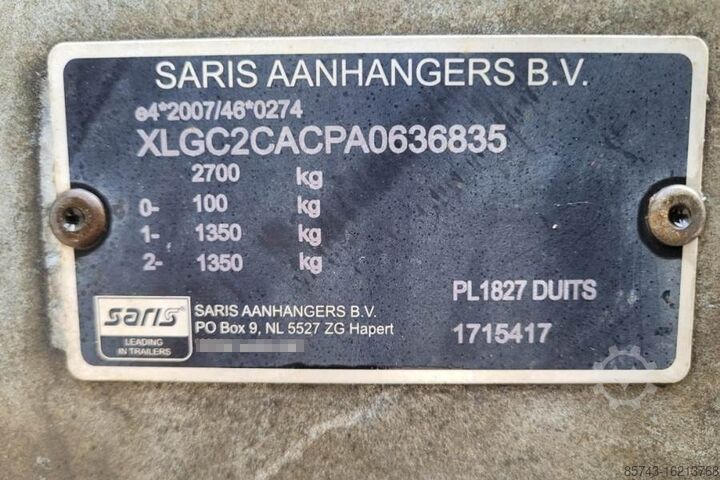 SARIS AANHANGERS B.V.
e4*2007/46*0274
XLGC2CACPA0636835
2700 kg
0- 100 kg
1- 1350 kg
2- 1350 kg
PL1827 DUITS
1715417
saris
LEADING
IN TRAILERS
SARIS AANHANGERS B.V.
PO Box 9, NL 5527 ZG Hapert
85743-16213768